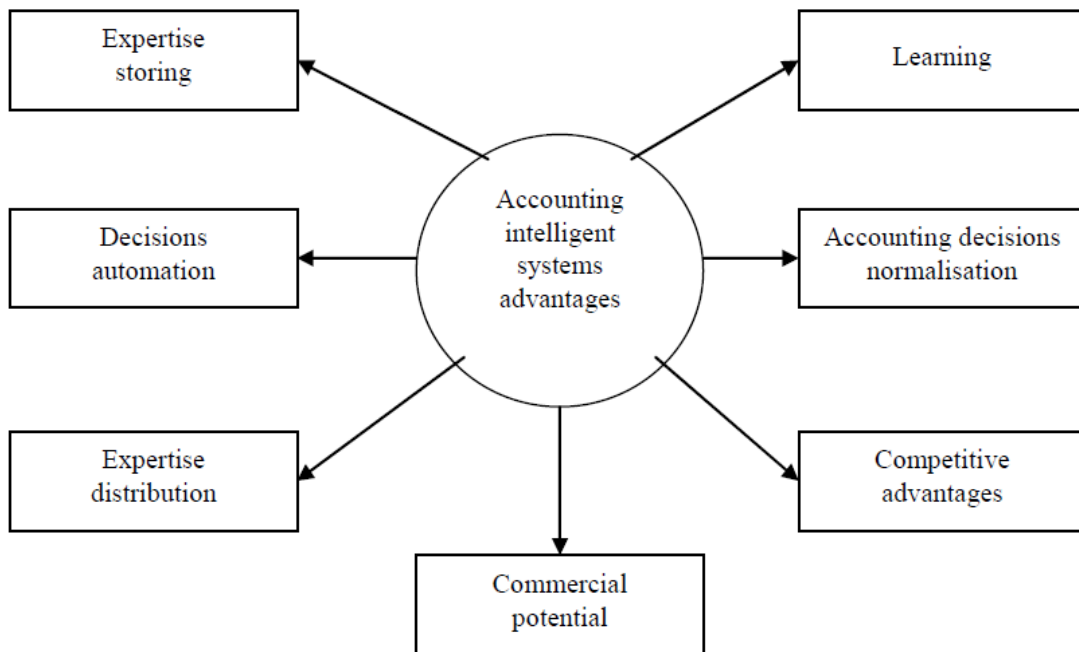 Expertise
storing
Learning
Accounting
intelligent
systems
advantages
Decisions
automation
Accounting decisions
normalisation
Expertise
distribution
Competitive
advantages
Commercial
potential